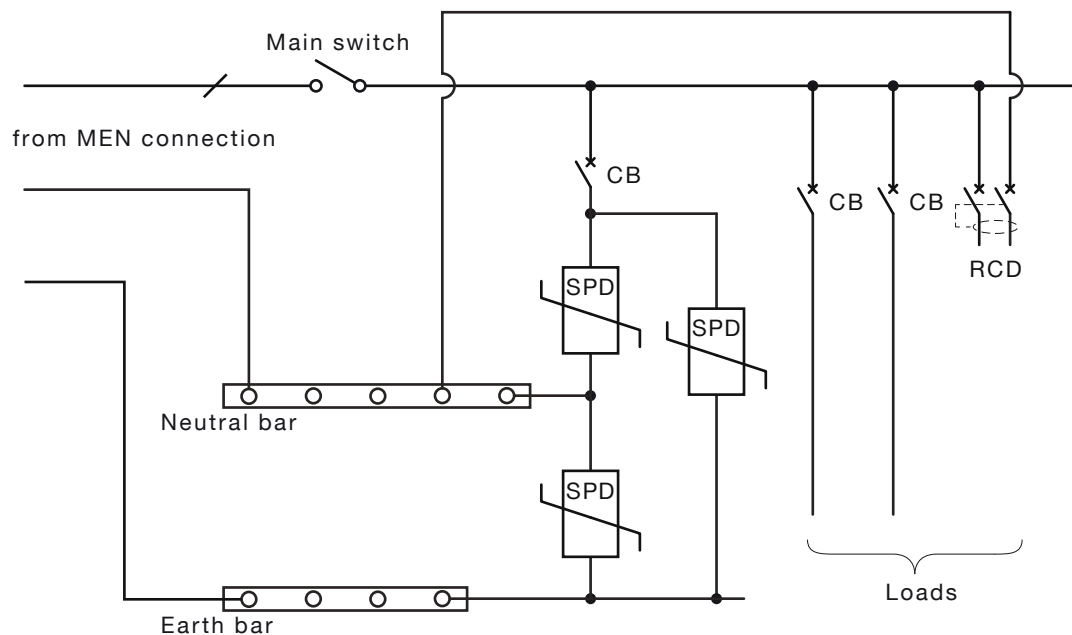 Main switch
from MEN connection
CB
CB
CB
RCD
SPD
SPD
Neutral bar
SPD
Loads
Earth bar